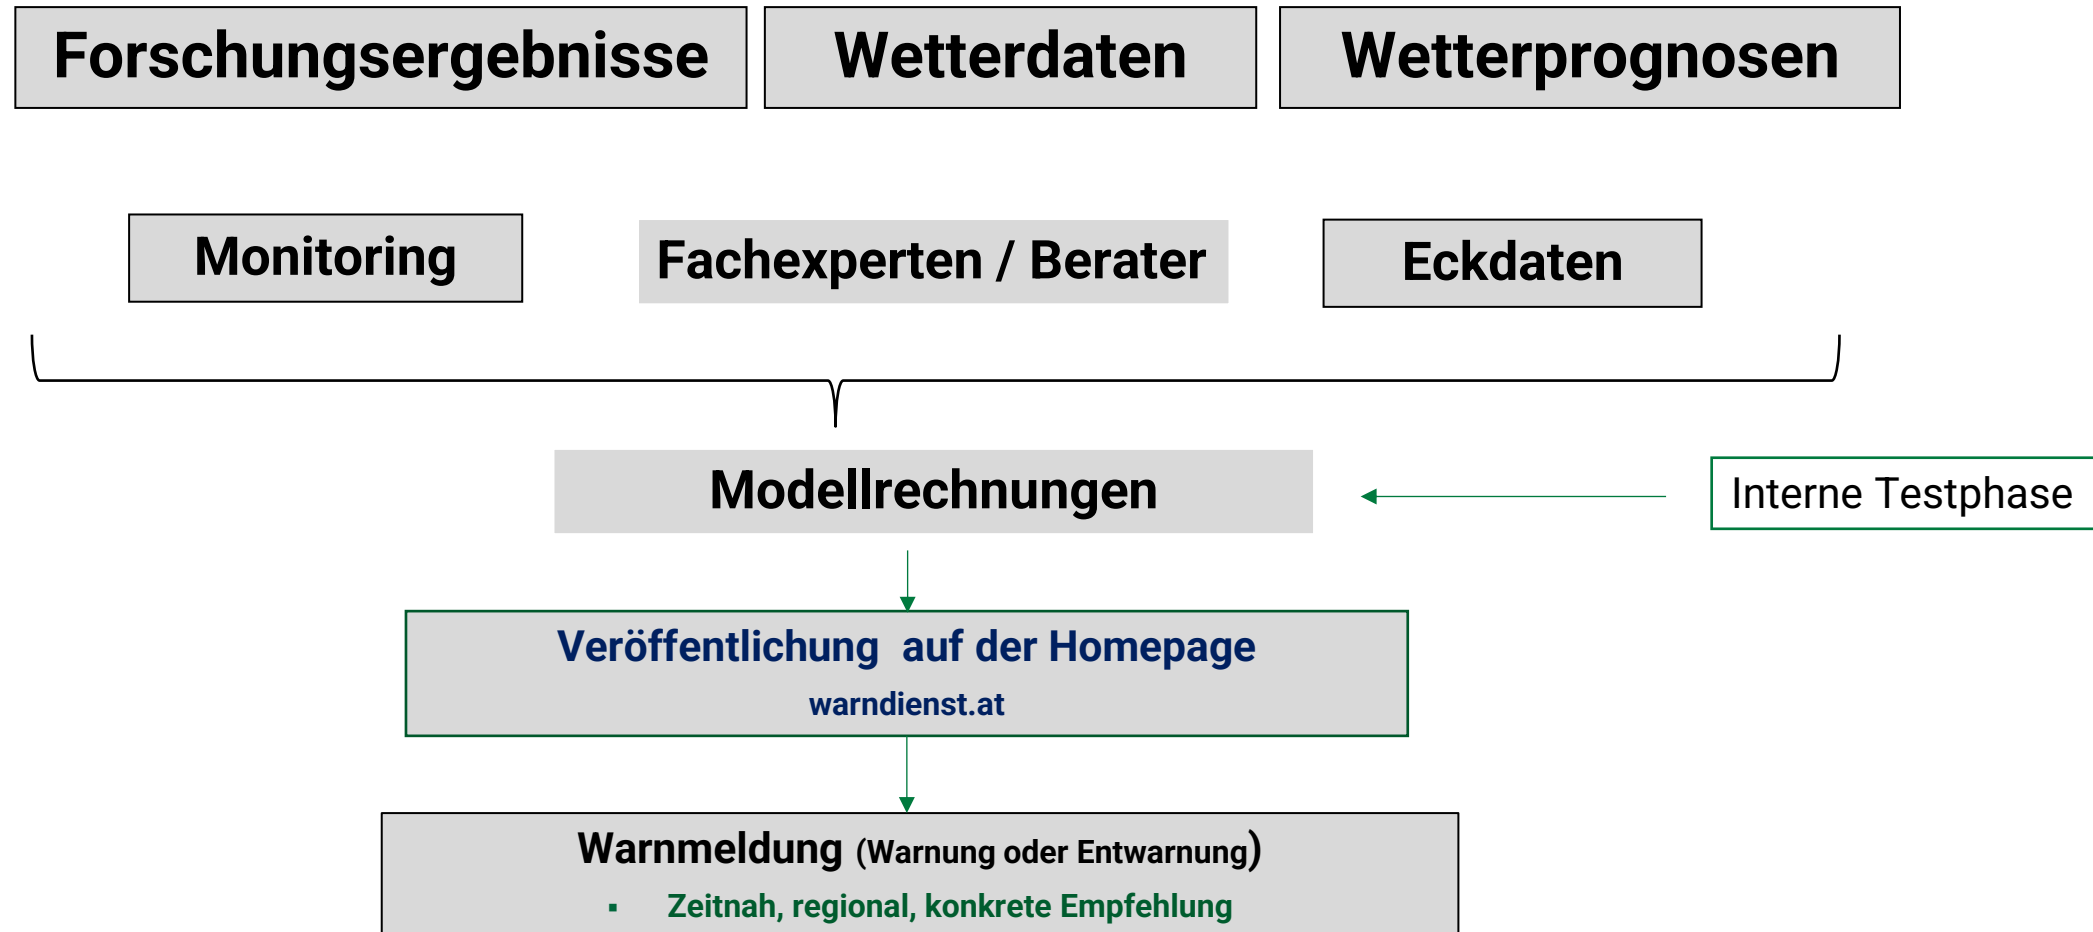 Forschungsergebnisse
Wetterdaten
Wetterprognosen
Monitoring
Fachexperten / Berater
Eckdaten
Modellrechnungen
Interne Testphase
Veröffentlichung  auf der Homepage
warndienst.at
Warnmeldung (Warnung oder Entwarnung)
▪ Zeitnah, regional, konkrete Empfehlung